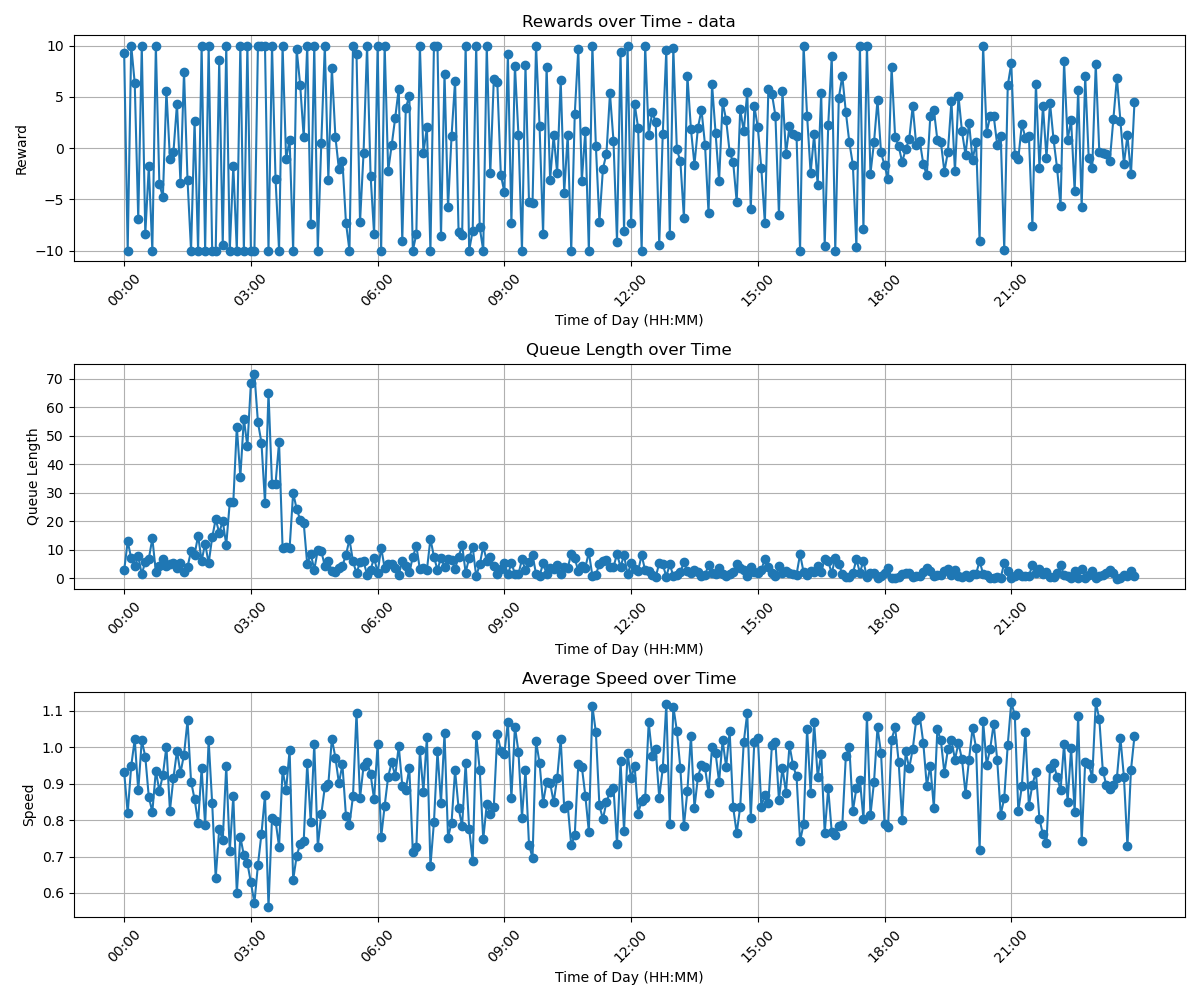 Rewards over Time - data
10
5
0
−5
−10
Reward
00:00 03:00 06:00 09:00 12:00 15:00 18:00 21:00
Time of Day (HH:MM)
Queue Length over Time
70
60
50
40
30
20
10
0
Queue Length
00:00 03:00 06:00 09:00 12:00 15:00 18:00 21:00
Time of Day (HH:MM)
Average Speed over Time
1.1
1.0
0.9
0.8
0.7
0.6
Speed
00:00 03:00 06:00 09:00 12:00 15:00 18:00 21:00
Time of Day (HH:MM)